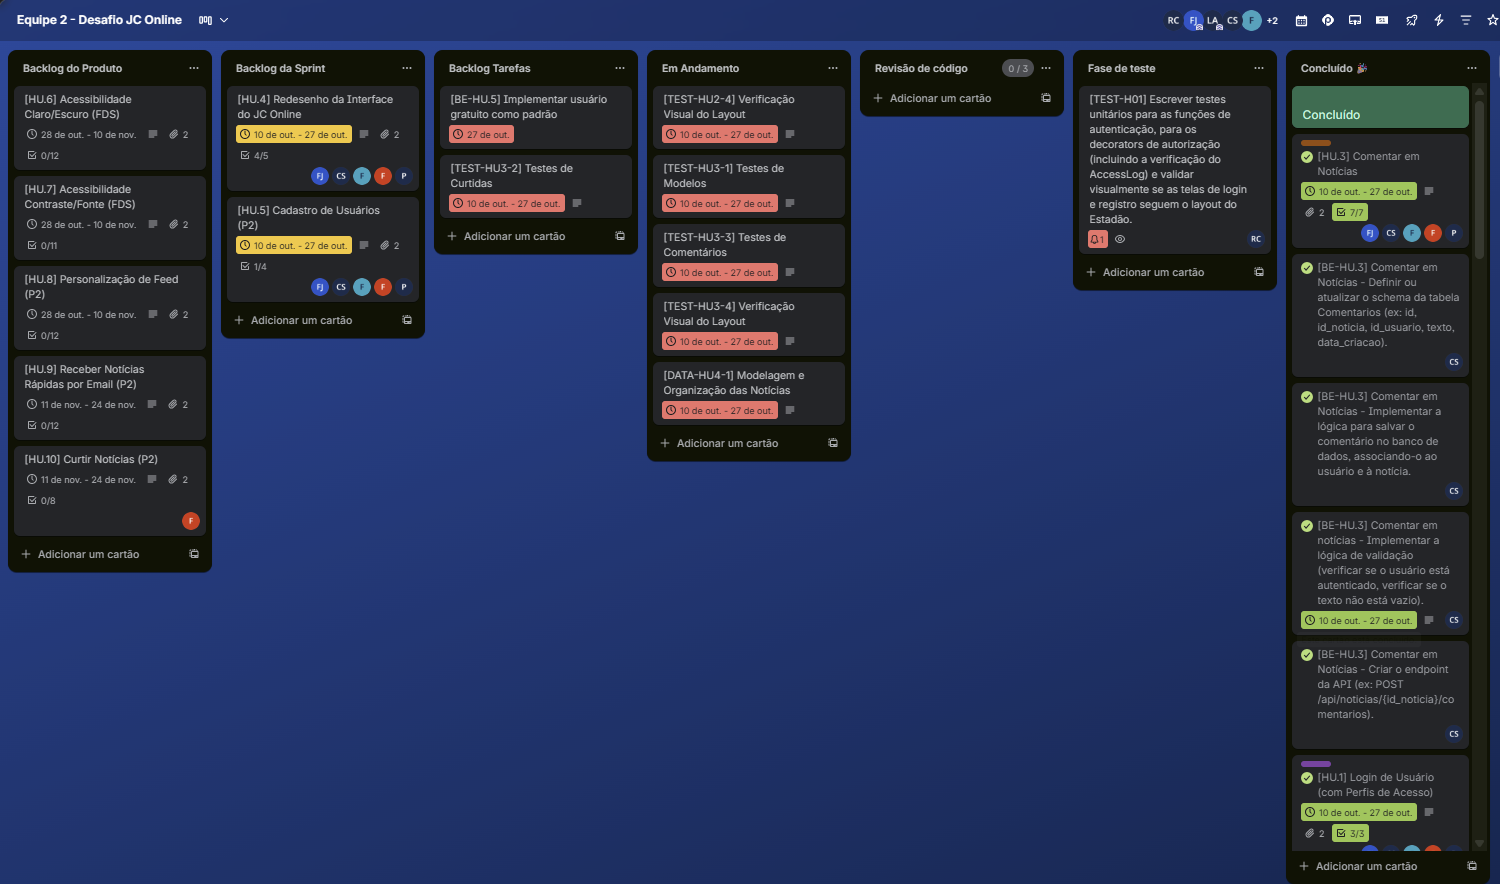 Equipe 2 - Desafio JC Online
RC
FJ
LA
CS
F
+2
Backlog do Produto
[HU.6] Acessibilidade
Claro/Escuro (FDS)
28 de out. - 10 de nov.
2
0/12
[HU.7] Acessibilidade
Contraste/Fonte (FDS)
28 de out. - 10 de nov.
2
0/11
[HU.8] Personalização de Feed
(P2)
28 de out. - 10 de nov.
2
0/12
[HU.9] Receber Notícias
Rápidas por Email (P2)
11 de nov. - 24 de nov.
2
0/12
[HU.10] Curtir Notícias (P2)
11 de nov. - 24 de nov.
2
0/8
F
Adicionar um cartão
Backlog da Sprint
[HU.4] Redesenho da Interface
do JC Online
10 de out. - 27 de out.
2
4/5
FJ CS F F P
[HU.5] Cadastro de Usuários
(P2)
10 de out. - 27 de out.
2
1/4
FJ CS F F P
Adicionar um cartão
Backlog Tarefas
[BE-HU.5] Implementar usuário
gratuito como padrão
27 de out.
[TEST-HU3-2] Testes de
Curtidas
10 de out. - 27 de out.
Adicionar um cartão
Em Andamento
[TEST-HU2-4] Verificação
Visual do Layout
10 de out. - 27 de out.
[TEST-HU3-1] Testes de
Modelos
10 de out. - 27 de out.
[TEST-HU3-3] Testes de
Comentários
10 de out. - 27 de out.
[TEST-HU3-4] Verificação
Visual do Layout
10 de out. - 27 de out.
[DATA-HU4-1] Modelagem e
Organização das Notícias
10 de out. - 27 de out.
Adicionar um cartão
Revisão de código
0 / 3
Adicionar um cartão
Fase de teste
[TEST-H01] Escrever testes
unitários para as funções de
autenticação, para os
decorators de autorização
(incluindo a verificação do
AccessLog) e validar
visualmente se as telas de login
e registro seguem o layout do
Estadão.
1
RC
Adicionar um cartão
Concluído
Concluído
[HU.3] Comentar em
Notícias
10 de out. - 27 de out.
2
7/7
FJ CS F F P
[BE-HU.3] Comentar em
Notícias - Definir ou
atualizar o schema da tabela
Comentarios (ex: id,
id_noticia, id_usuario, texto,
data_criacao).
CS
[BE-HU.3] Comentar em
Notícias - Implementar a
lógica para salvar o
comentário no banco de
dados, associando-o ao
usuário e à notícia.
CS
[BE-HU.3] Comentar em
notícias - Implementar a
lógica de validação
(verificar se o usuário está
autenticado, verificar se o
texto não está vazio).
10 de out. - 27 de out.
CS
[BE-HU.3] Comentar em
Notícias - Criar o endpoint
da API (ex: POST
/api/noticias/{id_noticia}/co
mentarios).
CS
[HU.1] Login de Usuário
(com Perfis de Acesso)
10 de out. - 27 de out.
2
3/3
Adicionar um cartão